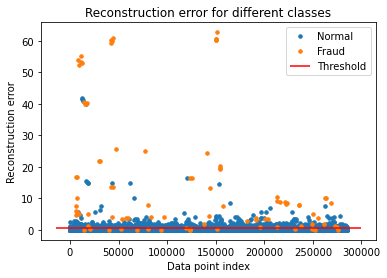 Reconstruction error for different classes
Normal
Fraud
Threshold
Reconstruction error
60
50
40
30
20
10
0
0
50000
100000
150000
200000
250000
300000
Data point index